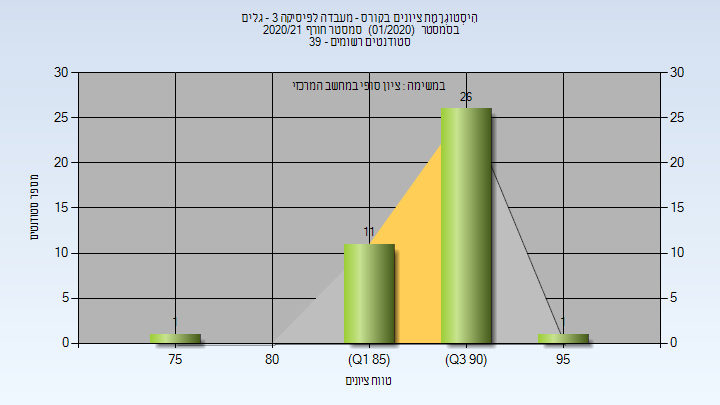 היסטוגרמת ציונים בקורס - מעבדה לפיסיקה 3 - גלים
בסמסטר (01/2020) סמסטר חורף 2020/21
סטודנטים רשומים - 39
במשימה : ציון סופי במחשב המרכזי
30 30
25 25
20 20
15 15
10 10
5 5
0 0
1
11
26
1
75 80 (Q1 85) (Q3 90) 95
מספר סטודנטים
טווח ציונים